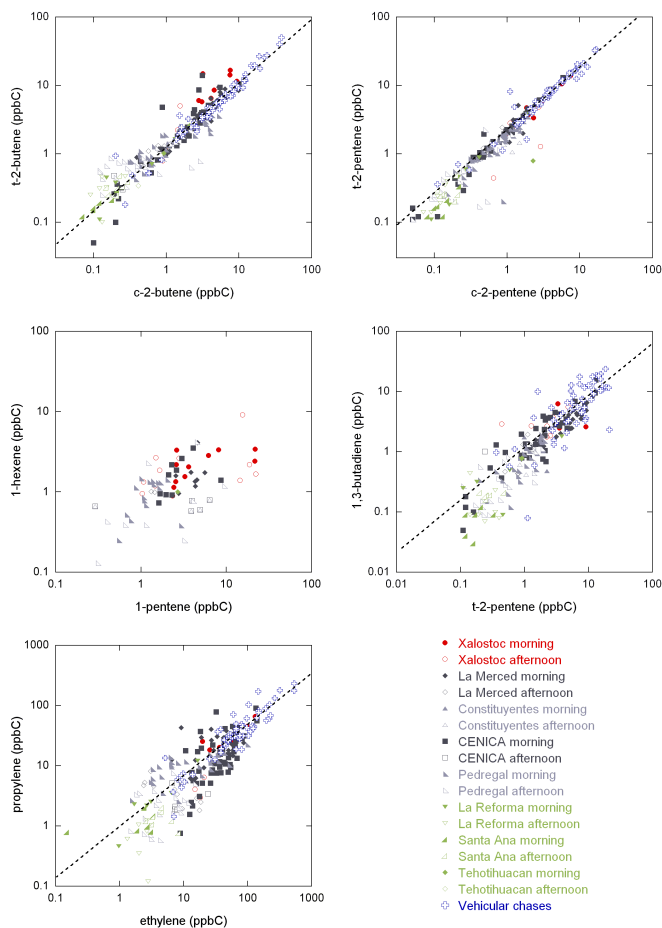 100
10
1
0.1
t-2-butene (ppbC)
0.1
1
10
100
c-2-butene (ppbC)
100
10
1
0.1
t-2-pentene (ppbC)
0.1
1
10
100
c-2-pentene (ppbC)
100
10
1
0.1
1-hexene (ppbC)
0.1
1
10
100
1-pentene (ppbC)
100
10
1
0.1
0.01
1,3-butadiene (ppbC)
0.01
0.1
1
10
100
t-2-pentene (ppbC)
1000
100
10
1
0.1
propylene (ppbC)
0.1
1
10
100
1000
ethylene (ppbC)
Xalostoc morning
Xalostoc afternoon
La Merced morning
La Merced afternoon
Constituyentes morning
Constituyentes afternoon
CENICA morning
CENICA afternoon
Pedregal morning
Pedregal afternoon
La Reforma morning
La Reforma afternoon
Santa Ana morning
Santa Ana afternoon
Tehotihuacan morning
Tehotihuacan afternoon
Vehicular chases